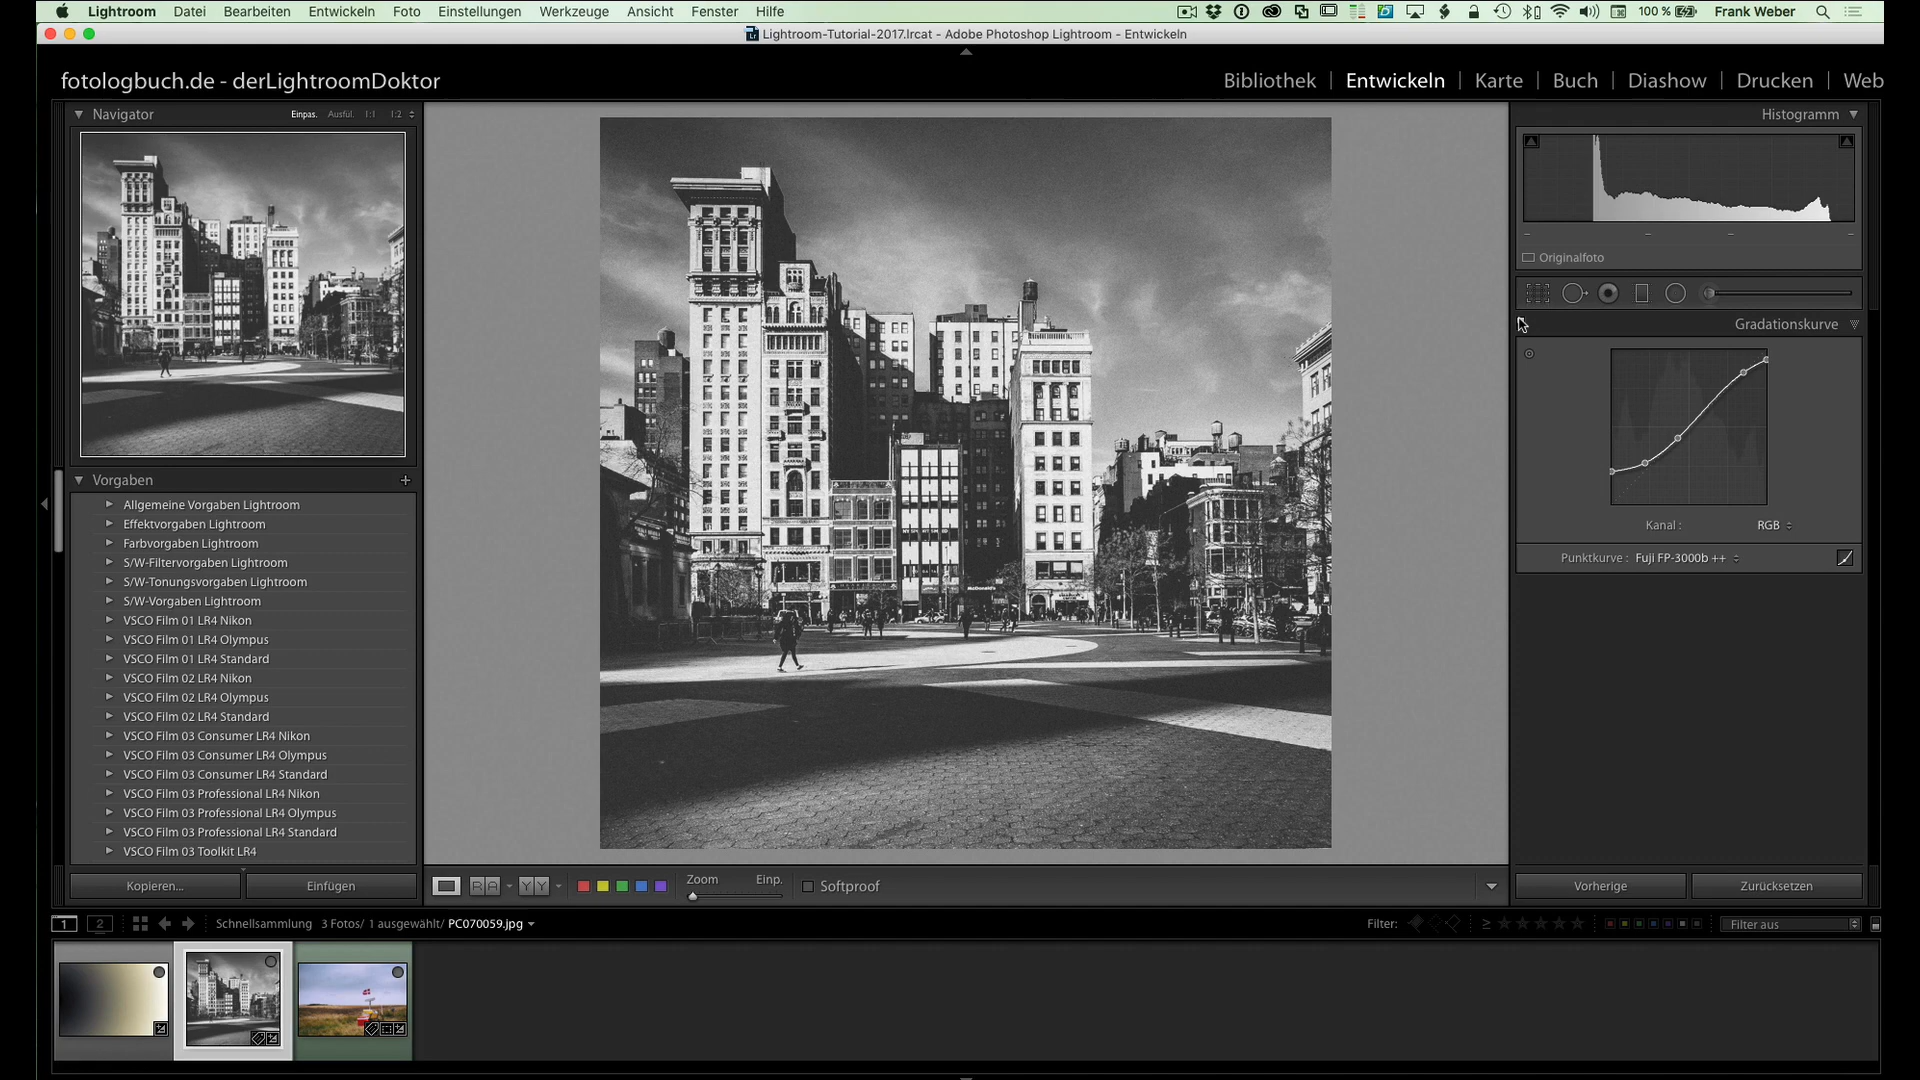 Lightroom Datei Bearbeiten Entwickeln Foto Einstellungen Werkzeuge Ansicht Fenster Hilfe 100 % Frank Weber
Lightroom-Tutorial-2017.lrcat - Adobe Photoshop Lightroom - Entwickeln
fotologbuch.de - derLightroomDoktor
Bibliothek | Entwickeln | Karte | Buch | Diashow | Drucken | Web
Navigator Einpas. Ausfül. 1:1 1:2
Histogramm
Originalfoto
Gradationskurve
Kanal : RGB
Punktkurve : Fuji FP-3000b ++
Vorgaben +
Allgemeine Vorgaben Lightroom
Effektvorgaben Lightroom
Farbvorgaben Lightroom
S/W-Filtervorgaben Lightroom
S/W-Tonungsvorgaben Lightroom
S/W-Vorgaben Lightroom
VSCO Film 01 LR4 Nikon
VSCO Film 01 LR4 Olympus
VSCO Film 01 LR4 Standard
VSCO Film 02 LR4 Nikon
VSCO Film 02 LR4 Olympus
VSCO Film 02 LR4 Standard
VSCO Film 03 Consumer LR4 Nikon
VSCO Film 03 Consumer LR4 Olympus
VSCO Film 03 Consumer LR4 Standard
VSCO Film 03 Professional LR4 Nikon
VSCO Film 03 Professional LR4 Olympus
VSCO Film 03 Professional LR4 Standard
VSCO Film 03 Toolkit LR4
Kopieren... Einfügen
R A Y Y Zoom Einp. Softproof
Vorherige Zurücksetzen
1 2 Schnellsammlung 3 Fotos/ 1 ausgewählt/ PC070059.jpg
Filter: ≥ Filter aus